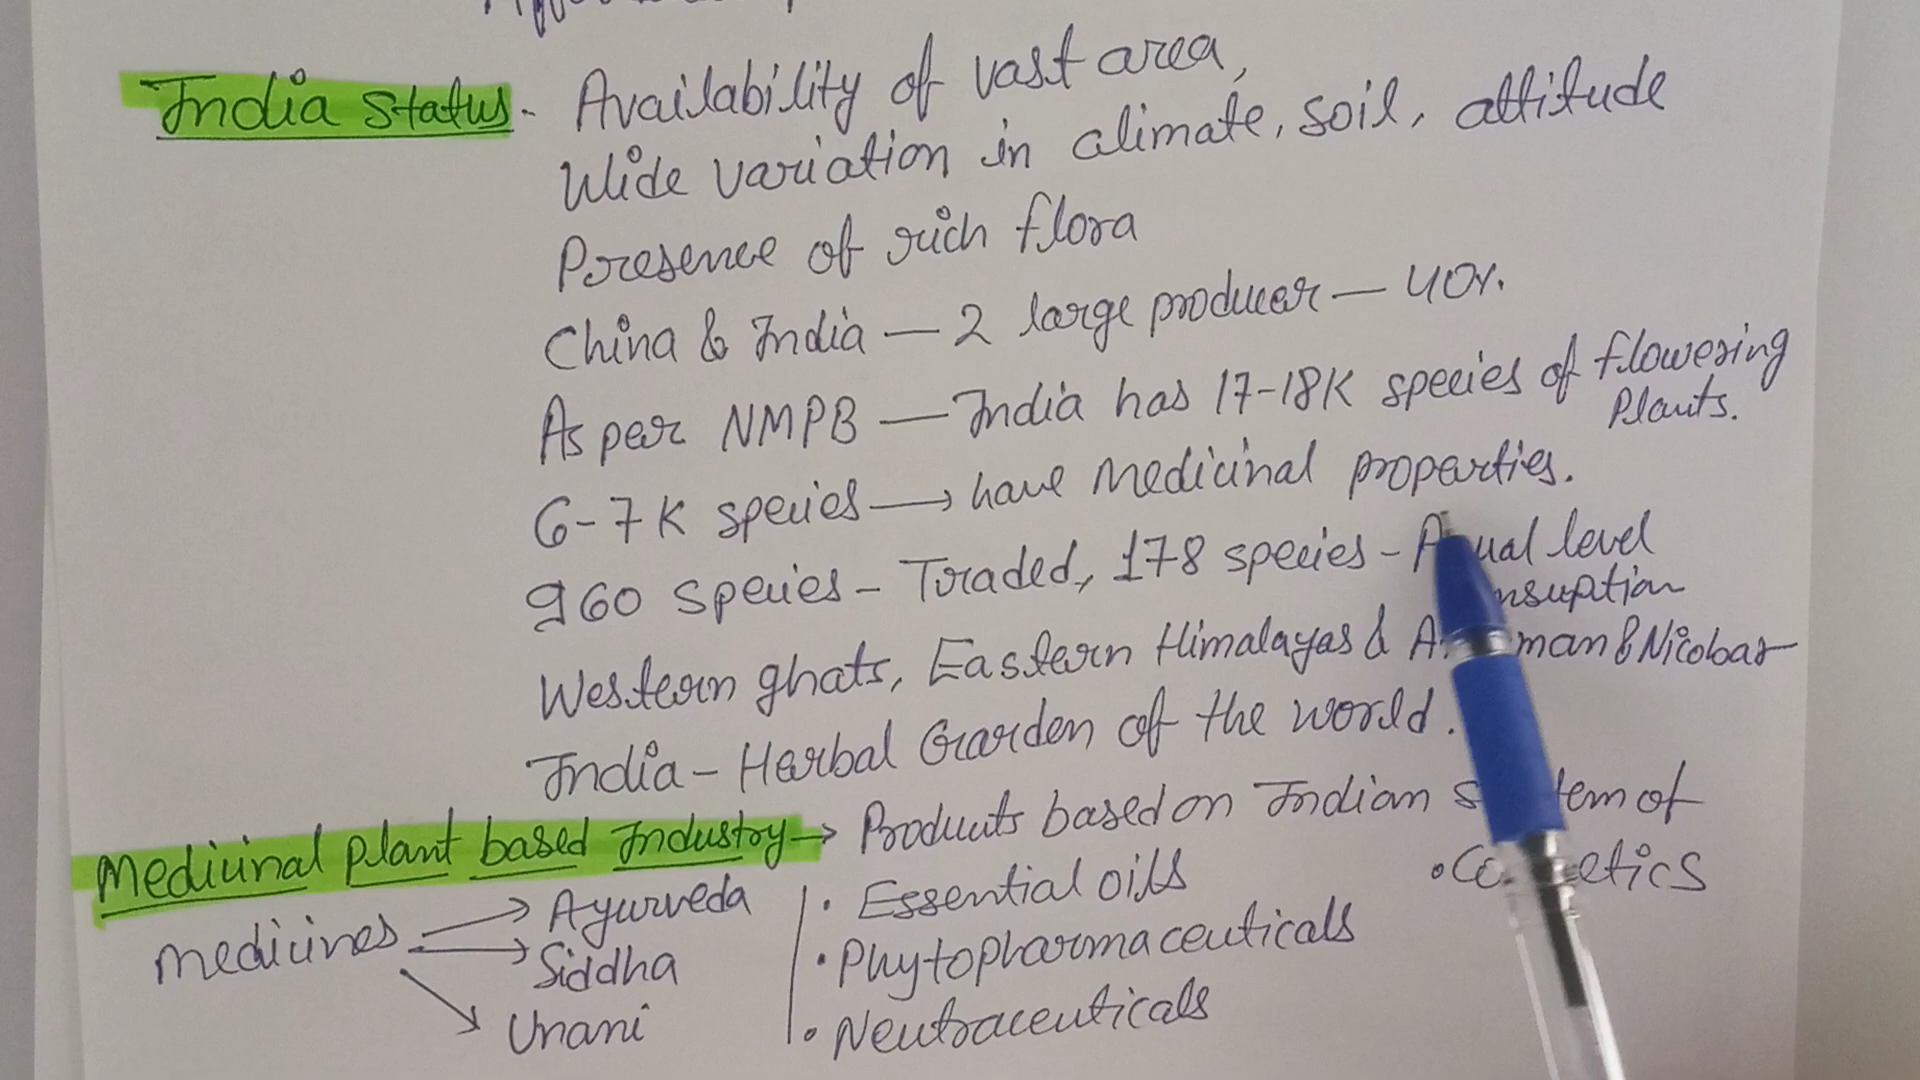 India Status - Availability of vast area,
Wide variation in climate, soil, altitude
Presence of rich flora
China & India — 2 large producer — 40%.
As per NMPB — India has 17-18K species of flowering
Plants.
6-7K species → have medicinal properties.
960 species - Traded, 178 species - level
Western ghats, Eastern Himalayas & &Nicobar
India - Herbal Garden of the world.
Medicinal plant based Industry → Products based on Indian of
medicines → Ayurveda
→ Siddha
→ Unani
• Essential oils
• Phytopharmaceuticals
• Neutraceuticals